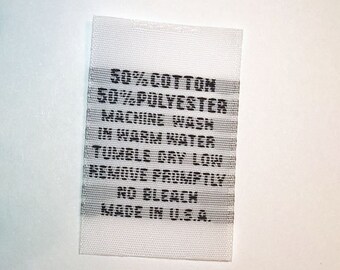 50%COTTON
50%POLYESTER
MACHINE WASH
IN WARM WATER
TUMBLE DRY LOW
REMOVE PROMPTLY
NO BLEACH
MADE IN U.S.A.